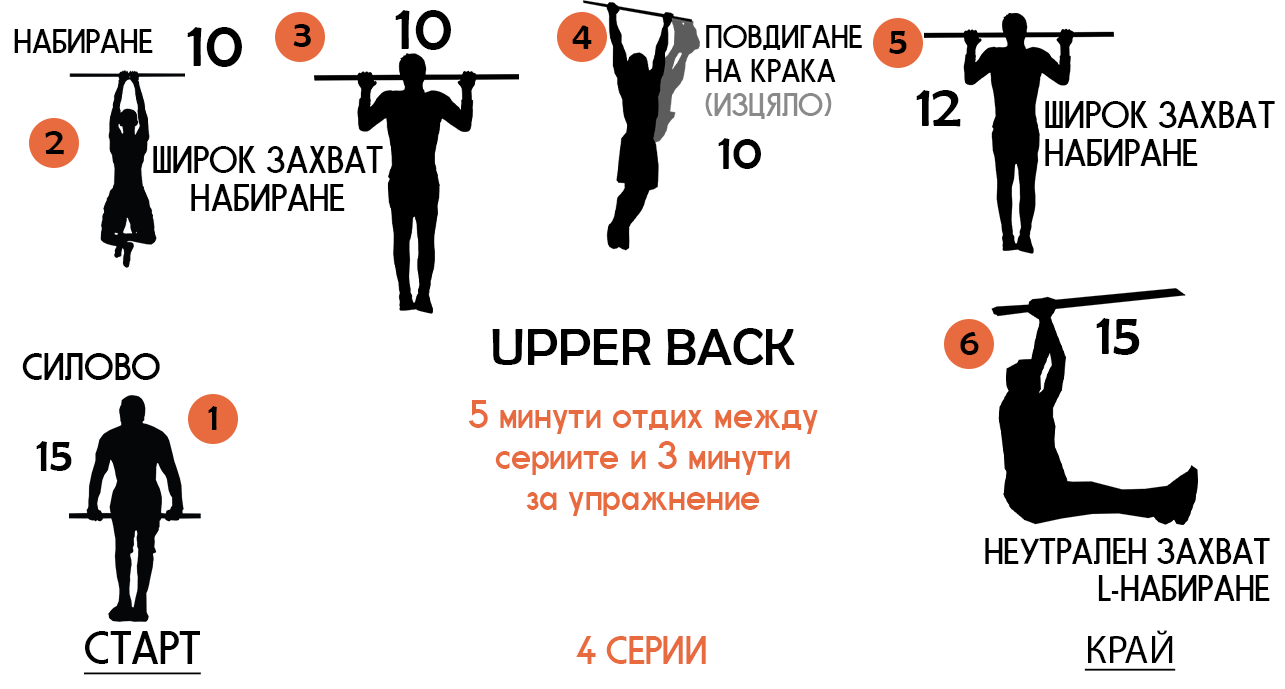 НАБИРАНЕ
10
2
3
10
ШИРОК ЗАХВАТ
НАБИРАНЕ
4
ПОВДИГАНЕ
НА КРАКА
(ИЗЦЯЛО)
10
5
12
ШИРОК ЗАХВАТ
НАБИРАНЕ
СИЛОВО
1
15
СТАРТ
UPPER BACK
5 минути отдих между
сериите и 3 минути
за упражнение
4 СЕРИИ
6
15
НЕУТРАЛЕН ЗАХВАТ
L-НАБИРАНЕ
КРАЙ